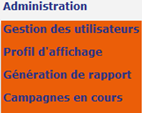 Administration
Gestion des utilisateurs
Profil d'affichage
Génération de rapport
Campagnes en cours